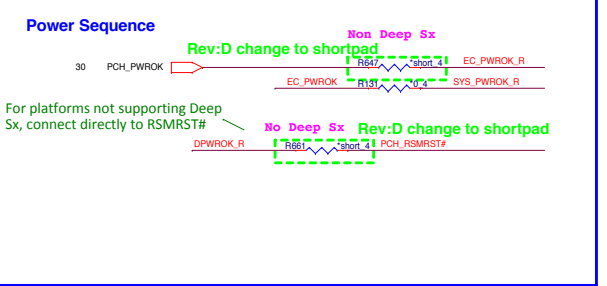 Power Sequence
Non Deep Sx
Rev:D change to shortpad
30 PCH_PWROK R647 *short_4 EC_PWROK_R
EC_PWROK R131 *0_4 SYS_PWROK_R
For platforms not supporting Deep
Sx, connect directly to RSMRST#
No Deep Sx Rev:D change to shortpad
DPWROK_R R661 *short_4 PCH_RSMRST#